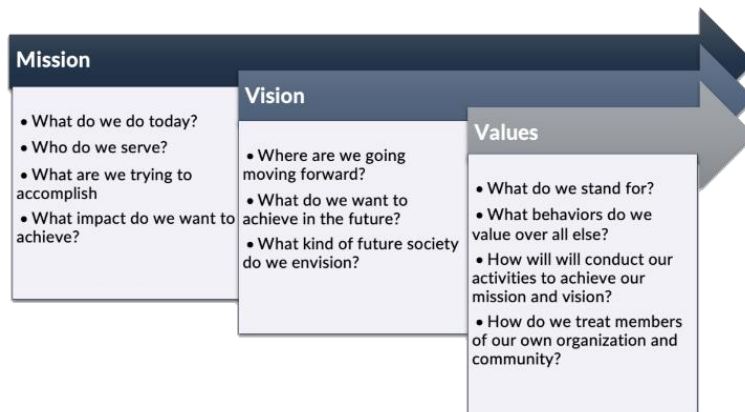 Mission
• What do we do today?
• Who do we serve?
• What are we trying to
accomplish
• What impact do we want to
achieve?
Vision
• Where are we going
moving forward?
• What do we want to
achieve in the future?
• What kind of future society
do we envision?
Values
• What do we stand for?
• What behaviors do we
value over all else?
• How will will conduct our
activities to achieve our
mission and vision?
• How do we treat members
of our own organization and
community?